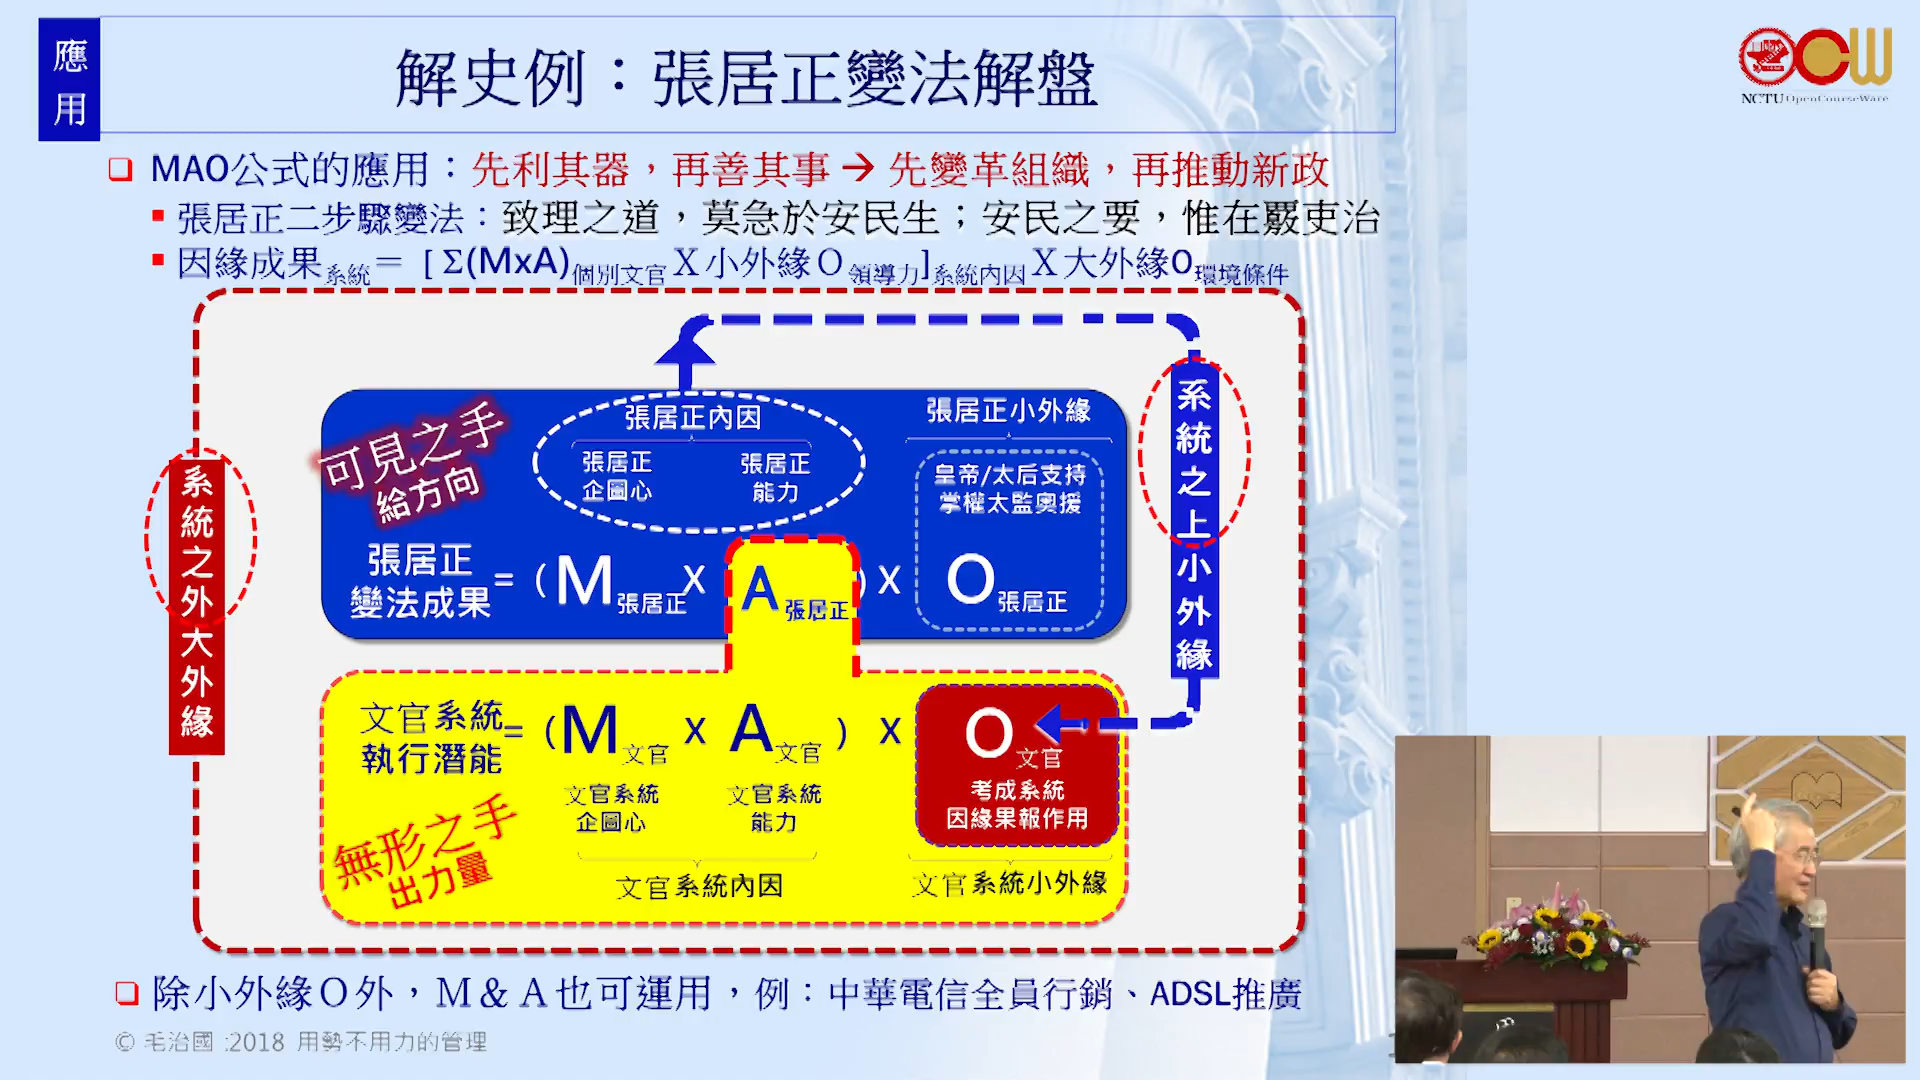 應用
解史例：張居正變法解盤
NCTU OpenCourseWare
MAO公式的應用：先利其器，再善其事→先變革組織，再推動新政
張居正二步驟變法：致理之道，莫急於安民生；安民之要，惟在覈吏治
因緣成果系統＝［Σ(MxA)個別文官Ｘ小外緣Ｏ領導力]系統內因Ｘ大外緣O環境條件
系統之外大外緣
系統之上小外緣
可見之手
給方向
張居正內因
張居正
企圖心
張居正
能力
張居正小外緣
皇帝/太后支持
掌權太監奧援
張居正
變法成果
= (M張居正 X A張居正) X O張居正
文官系統
執行潛能
= (M文官 X A文官) X O文官
考成系統
因緣果報作用
文官系統
企圖心
文官系統
能力
無形之手
出力量
文官系統內因
文官系統小外緣
除小外緣Ｏ外，Ｍ＆Ａ也可運用，例：中華電信全員行銷、ADSL推廣
© 毛治國 :2018 用勢不用力的管理